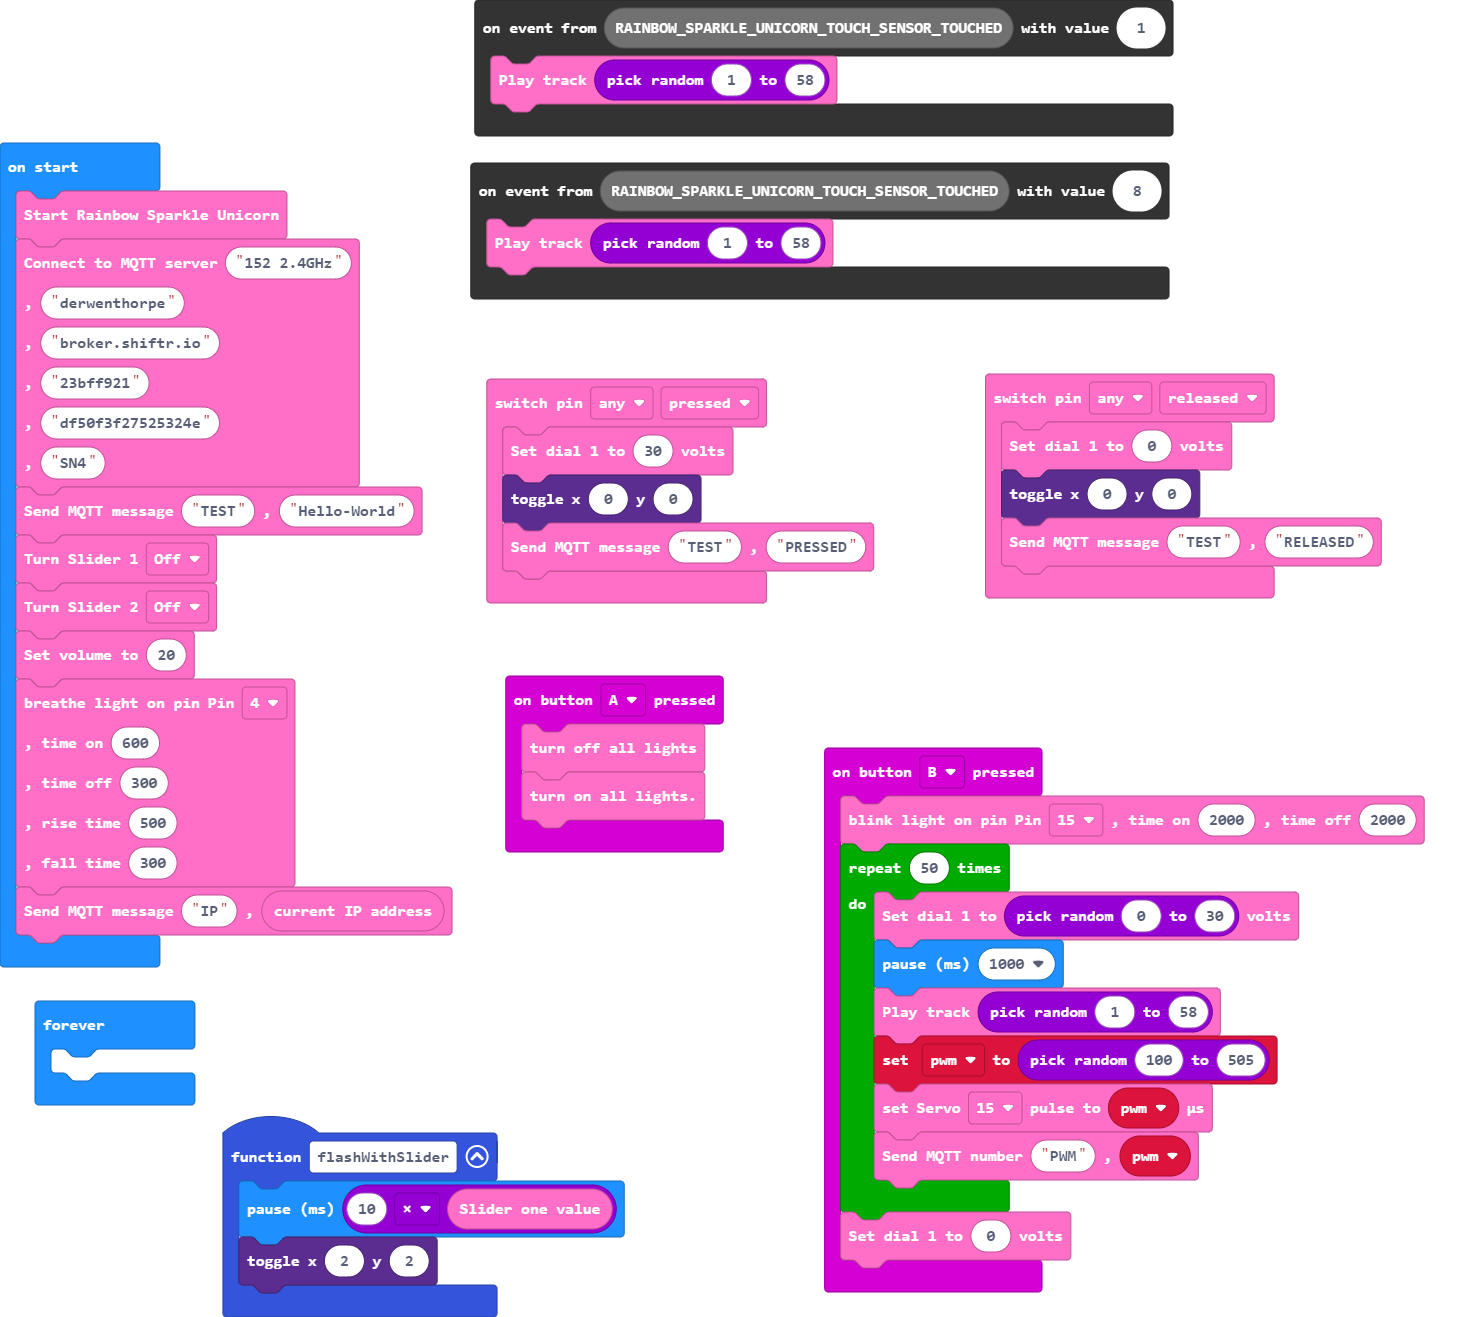 on event from RAINBOW_SPARKLE_UNICORN_TOUCH_SENSOR_TOUCHED with value 1
Play track pick random 1 to 58
on event from RAINBOW_SPARKLE_UNICORN_TOUCH_SENSOR_TOUCHED with value 8
Play track pick random 1 to 58
on start
Start Rainbow Sparkle Unicorn
Connect to MQTT server "152 2.4GHz"
, "derwenthorpe"
, "broker.shiftr.io"
, "23bff921"
, "df50f3f27525324e"
, "SN4"
Send MQTT message "TEST" , "Hello-World"
Turn Slider 1 Off
Turn Slider 2 Off
Set volume to 20
breathe light on pin Pin 4
, time on 600
, time off 300
, rise time 500
, fall time 300
Send MQTT message "IP" , current IP address
switch pin any pressed
Set dial 1 to 30 volts
toggle x 0 y 0
Send MQTT message "TEST" , "PRESSED"
switch pin any released
Set dial 1 to 0 volts
toggle x 0 y 0
Send MQTT message "TEST" , "RELEASED"
on button A pressed
turn off all lights
turn on all lights.
on button B pressed
blink light on pin Pin 15 , time on 2000 , time off 2000
repeat 50 times
do
Set dial 1 to pick random 0 to 30 volts
pause (ms) 1000
Play track pick random 1 to 58
set pwm to pick random 100 to 505
set Servo 15 pulse to pwm µs
Send MQTT number "PWM" , pwm
Set dial 1 to 0 volts
forever
function flashWithSlider
pause (ms) 10 × Slider one value
toggle x 2 y 2